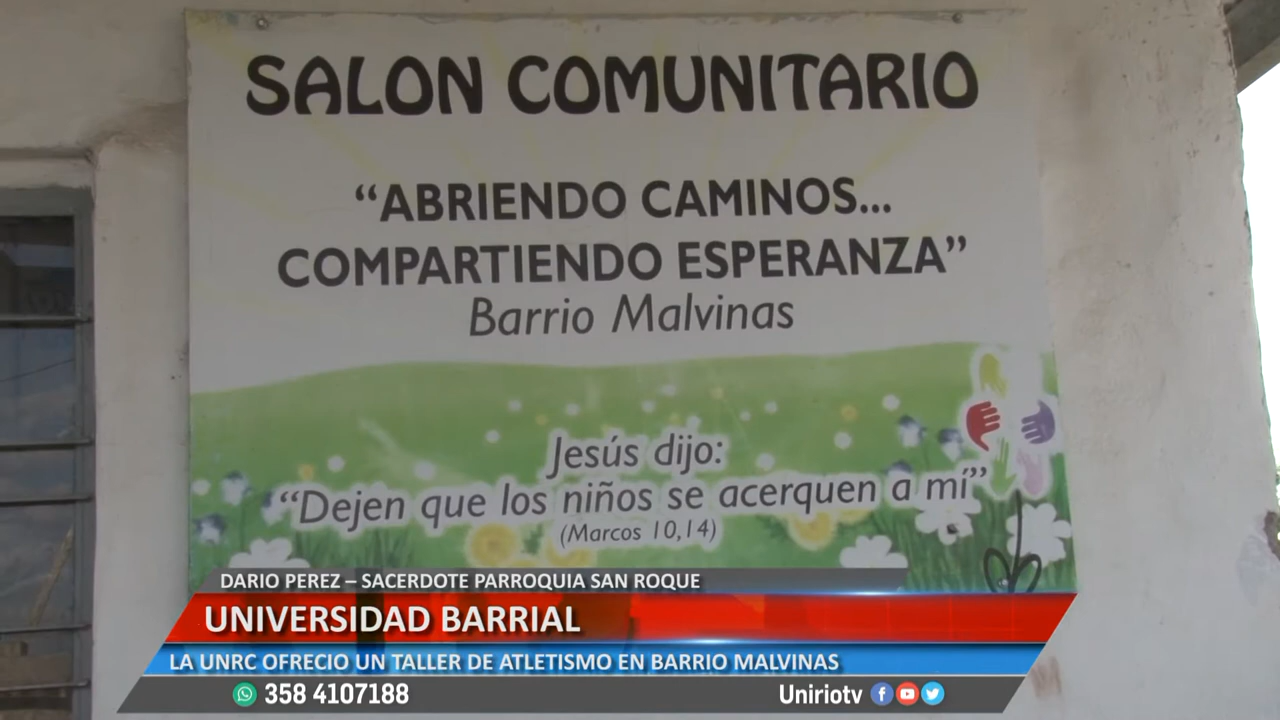 SALON COMUNITARIO
“ABRIENDO CAMINOS...
COMPARTIENDO ESPERANZA”
Barrio Malvinas
Jesús dijo:
“Dejen que los niños se acerquen a mí”
(Marcos 10,14)
DARIO PEREZ – SACERDOTE PARROQUIA SAN ROQUE
UNIVERSIDAD BARRIAL
LA UNRC OFRECIO UN TALLER DE ATLETISMO EN BARRIO MALVINAS
358 4107188
Uniriotv